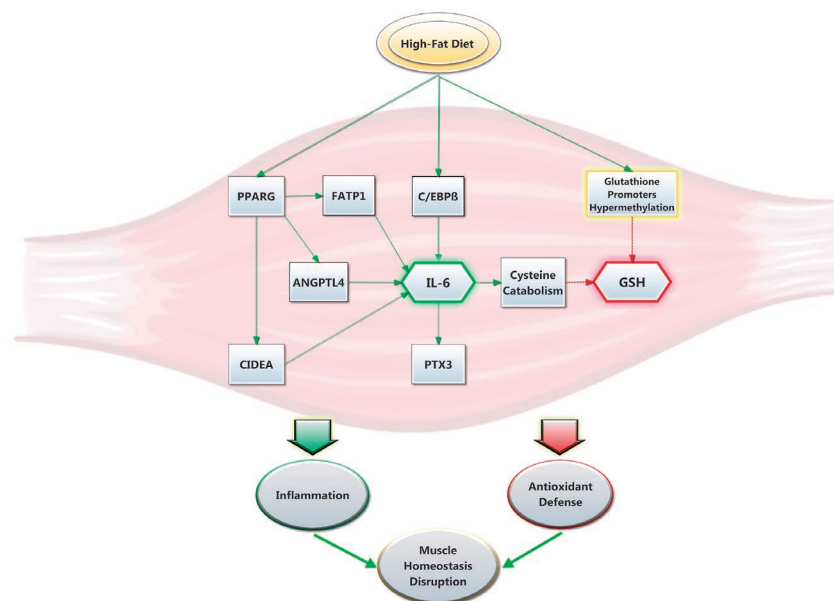 High-Fat Diet
PPARG
FATP1
C/EBPß
Glutathione
Promoters
Hypermethylation
ANGPTL4
IL-6
Cysteine
Catabolism
GSH
CIDEA
PTX3
Inflammation
Antioxidant
Defense
Muscle
Homeostasis
Disruption